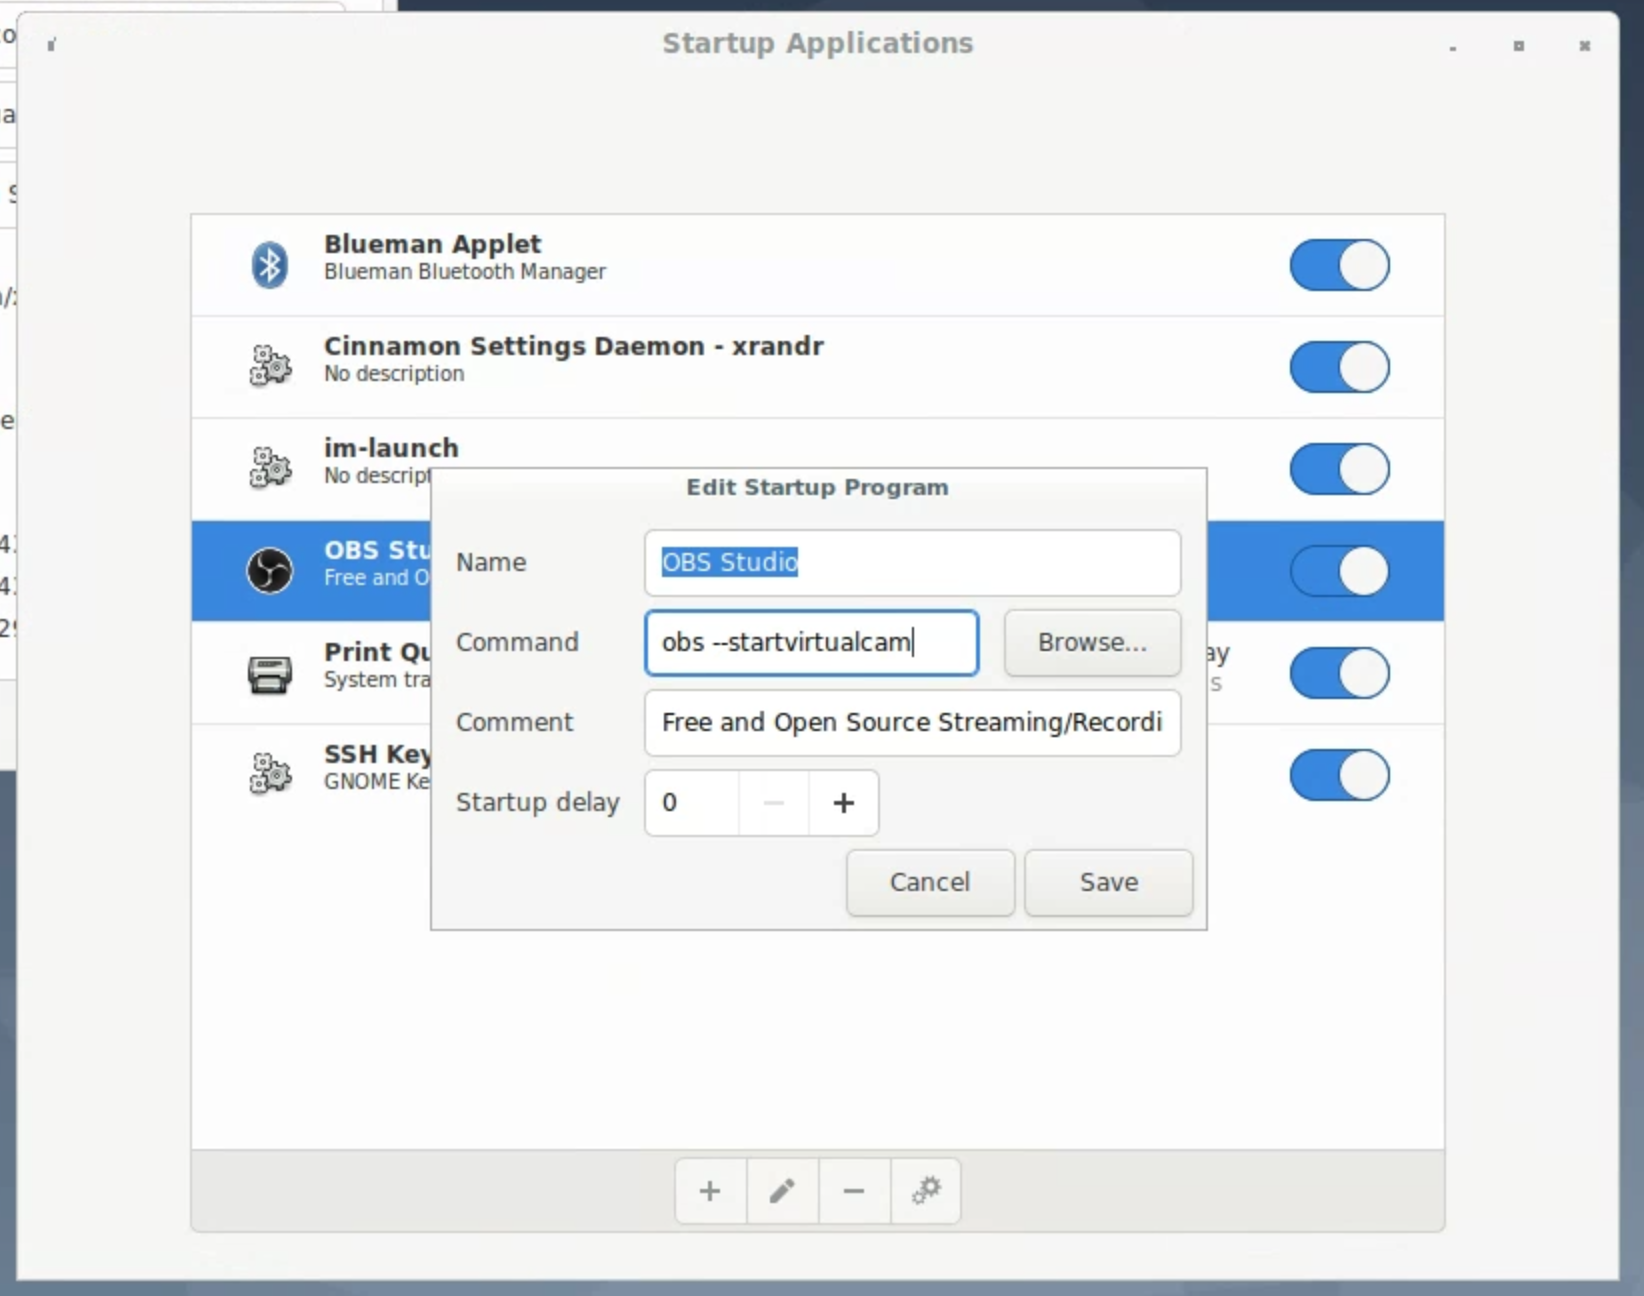 Startup Applications
Blueman Applet
Blueman Bluetooth Manager
Cinnamon Settings Daemon - xrandr
No description
im-launch
No descript
Edit Startup Program
OBS Stu
Free and O
Name
OBS Studio
Command
obs --startvirtualcam
Browse...
Print Qu
System tra
ay
s
Comment
Free and Open Source Streaming/Recordi
SSH Key
GNOME Ke
Startup delay
0
Cancel
Save